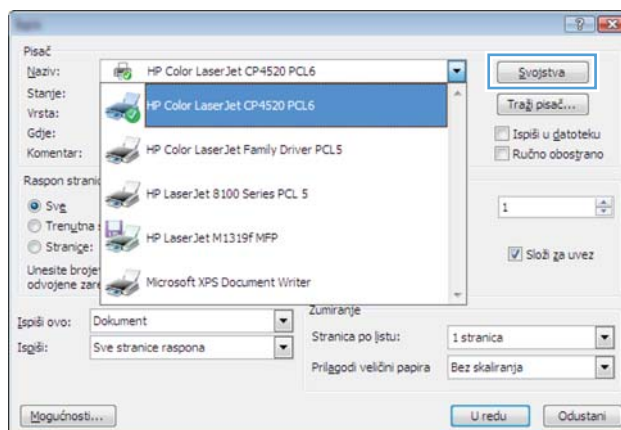 Pisač
Naziv: HP Color LaserJet CP4520 PCL6 Svojstva
Stanje: HP Color LaserJet CP4520 PCL6
Vrsta: Traži pisač...
Gdje: Ispiši u datoteku
Komentar: HP Color LaserJet Family Driver PCL5 Ručno obostrano
Raspon stranic
HP LaserJet 8100 Series PCL 5
Sve 1
Trenutna s
HP LaserJet M1319f MFP
Stranice: Složi za uvez
Unesite broje
odvojene zare Microsoft XPS Document Writer
Zumiranje
Ispiši ovo: Dokument
Stranica po listu: 1 stranica
Ispiši: Sve stranice raspona
Prilagodi veličini papira Bez skaliranja
Mogućnosti... U redu Odustani